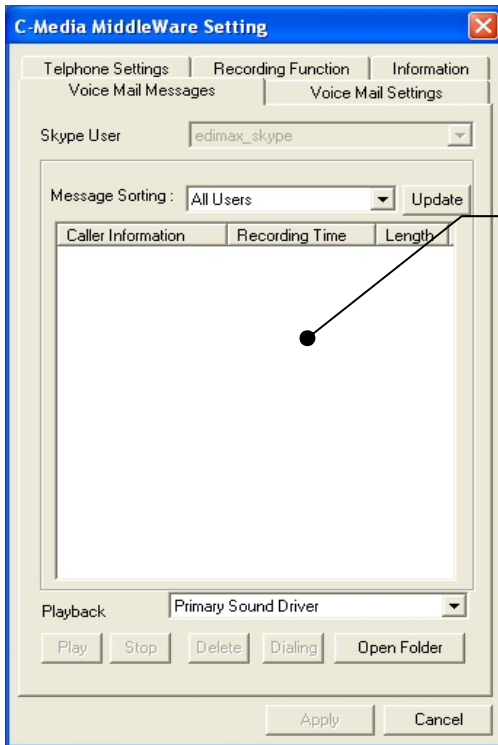 C-Media MiddleWare Setting
Telphone Settings Recording Function Information
Voice Mail Messages Voice Mail Settings
Skype User edimax_skype
Message Sorting : All Users Update
Caller Information Recording Time Length
Playback Primary Sound Driver
Play Stop Delete Dialing Open Folder
Apply Cancel